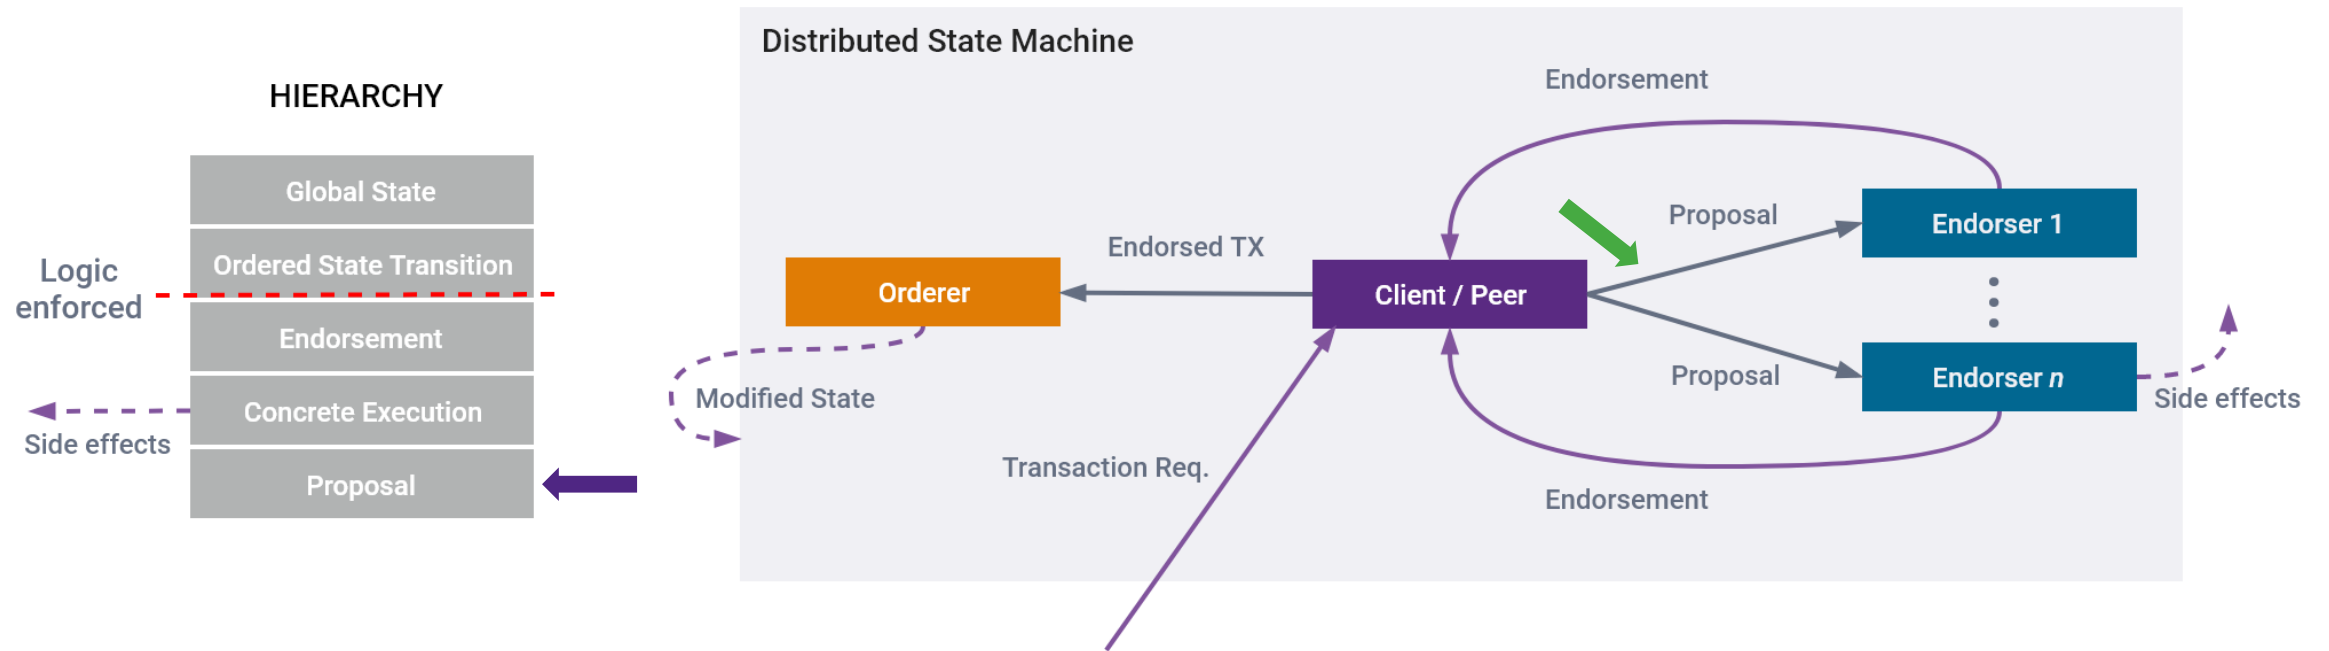 HIERARCHY
Global State
Ordered State Transition
Logic
enforced
Endorsement
Concrete Execution
Side effects
Proposal
Distributed State Machine
Endorsement
Proposal
Endorser 1
Endorsed TX
Orderer
Client / Peer
Proposal
Endorser n
Modified State
Side effects
Transaction Req.
Endorsement